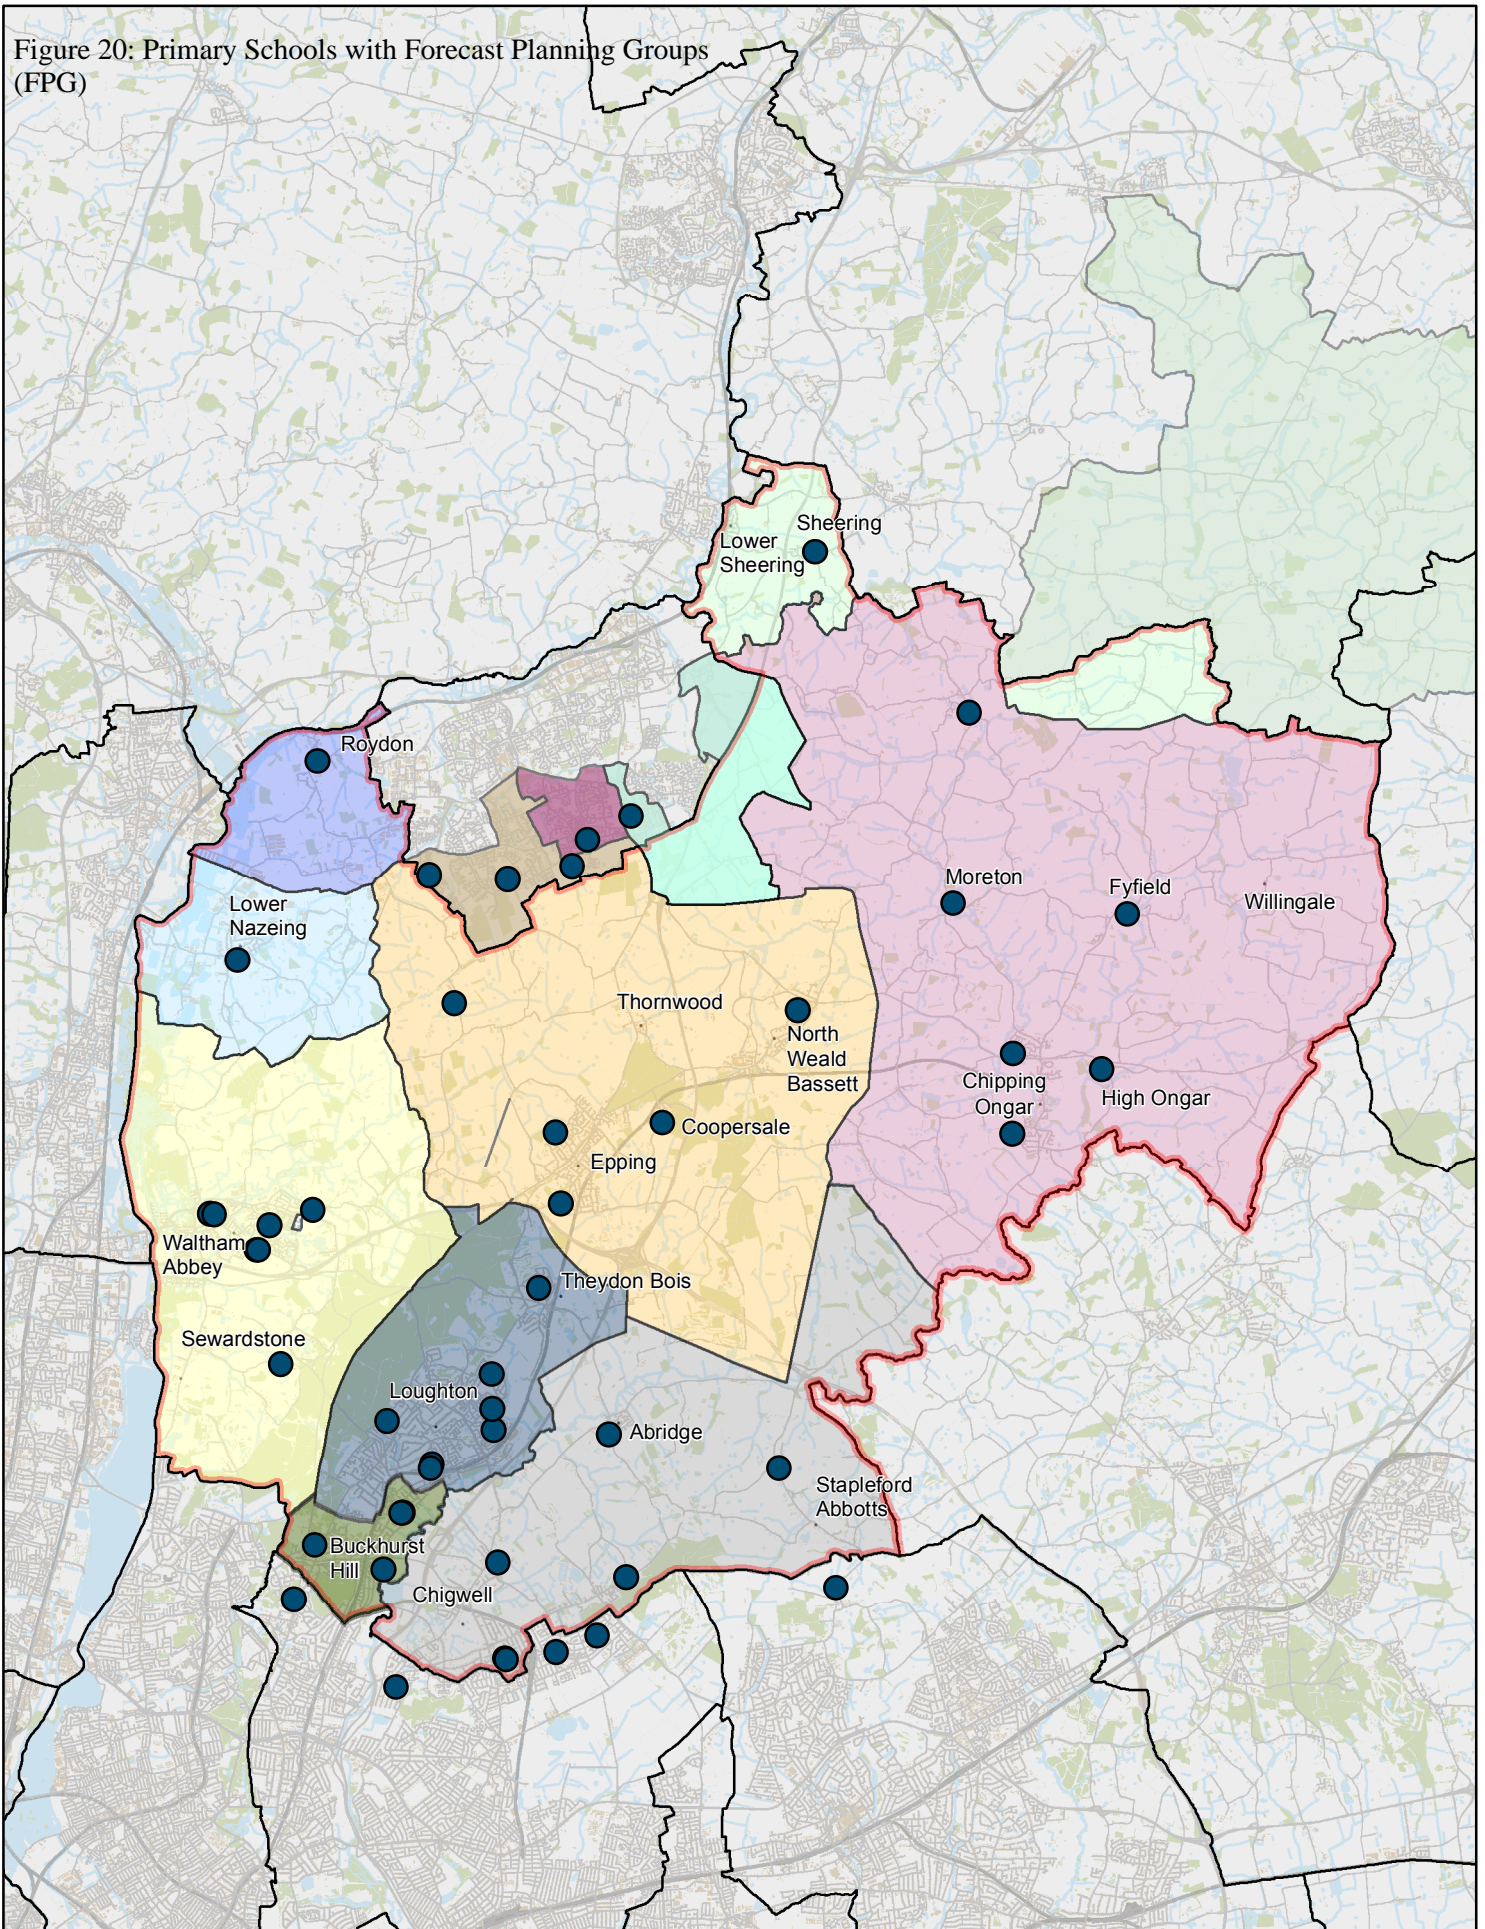 Figure 20: Primary Schools with Forecast Planning Groups
(FPG)
Sheering
Lower
Sheering
Roydon
Moreton
Fyfield
Willingale
Lower
Nazeing
Thornwood
North
Weald
Bassett
Chipping
Ongar
High Ongar
Coopersale
Epping
Waltham
Abbey
Theydon Bois
Sewardstone
Loughton
Abridge
Stapleford
Abbotts
Buckhurst
Hill
Chigwell